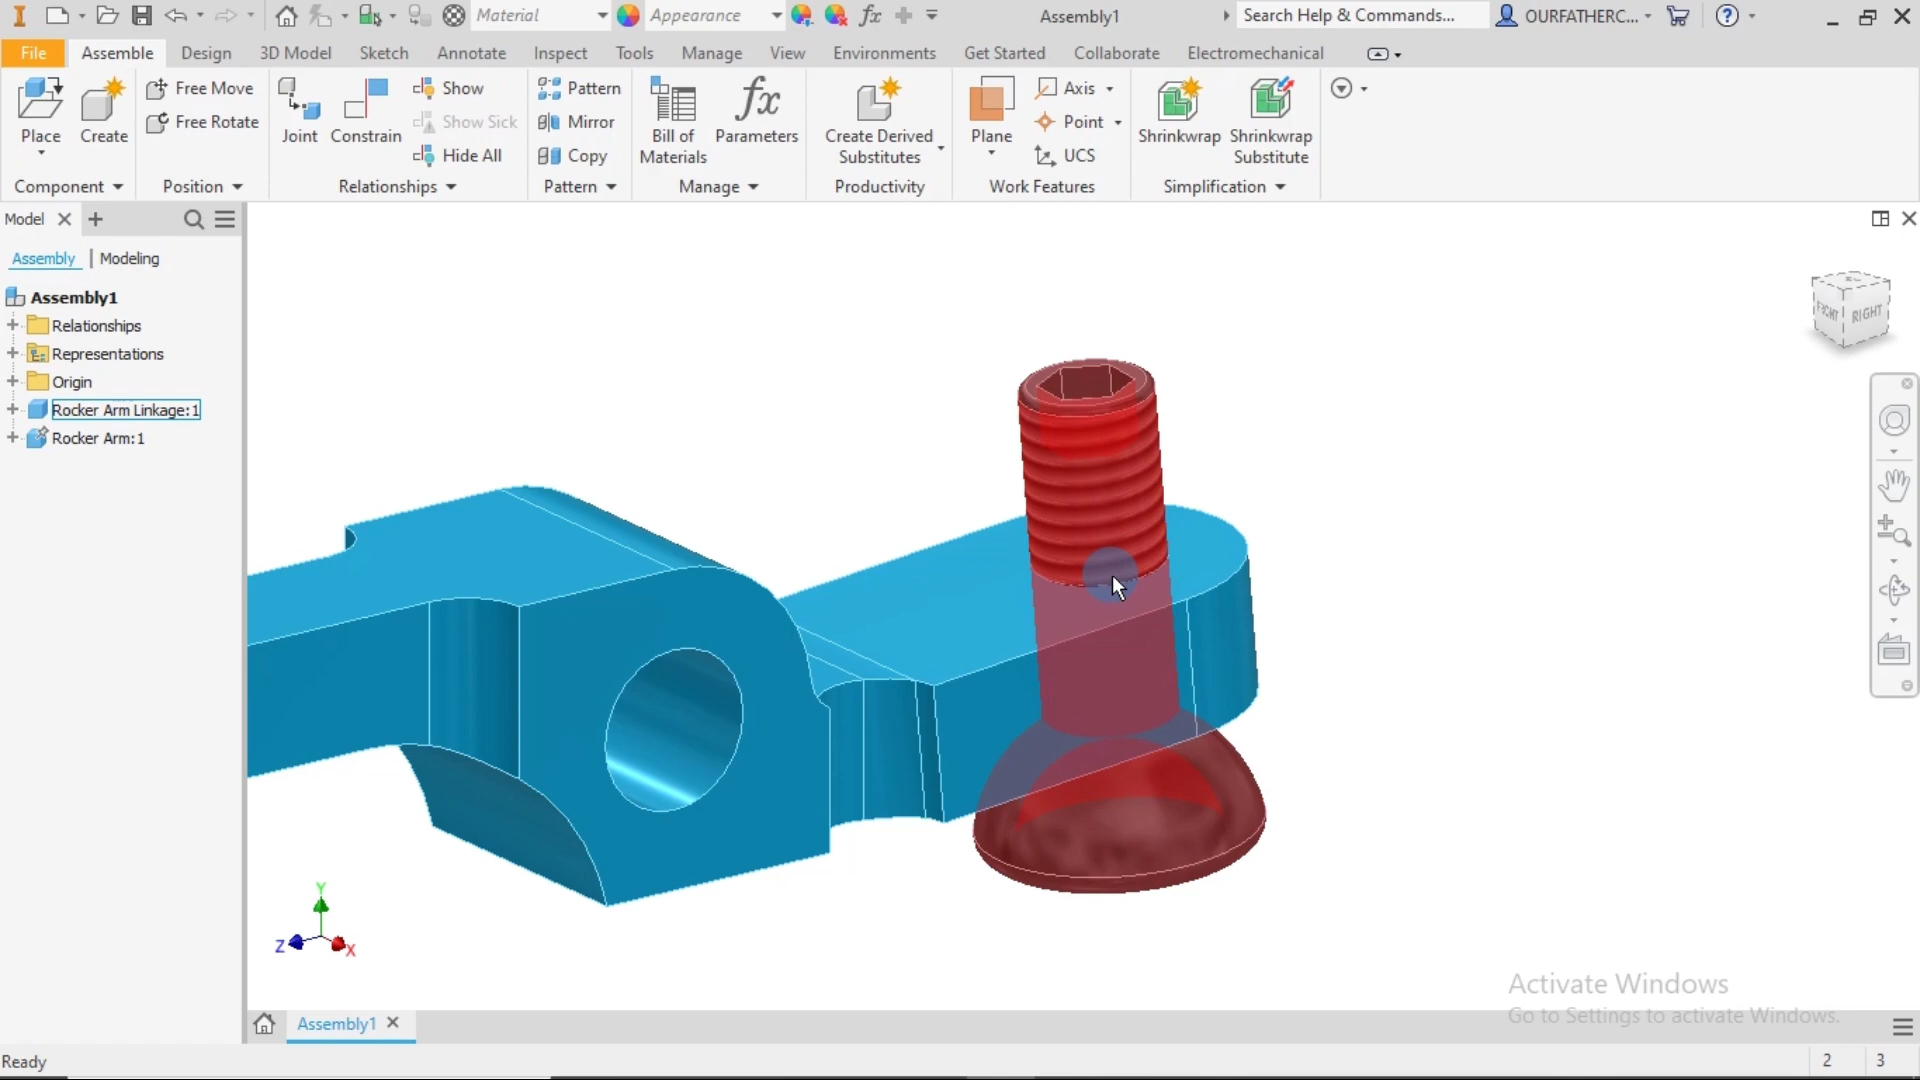 Material
Appearance
fx
Assembly1
Search Help & Commands...
OURFATHERC...
File
Assemble
Design
3D Model
Sketch
Annotate
Inspect
Tools
Manage
View
Environments
Get Started
Collaborate
Electromechanical
Place
Create
Free Move
Free Rotate
Joint
Constrain
Show
Show Sick
Hide All
Pattern
Mirror
Copy
Bill of
Materials
fx
Parameters
Create Derived
Substitutes
Plane
Axis
Point
UCS
Shrinkwrap
Shrinkwrap
Substitute
Component
Position
Relationships
Pattern
Manage
Productivity
Work Features
Simplification
Model
Assembly
Modeling
Assembly1
Relationships
Representations
Origin
Rocker Arm Linkage:1
Rocker Arm:1
FRONT
RIGHT
Y
Z
X
Activate Windows
Go to Settings to activate Windows.
Assembly1
Ready
2
3